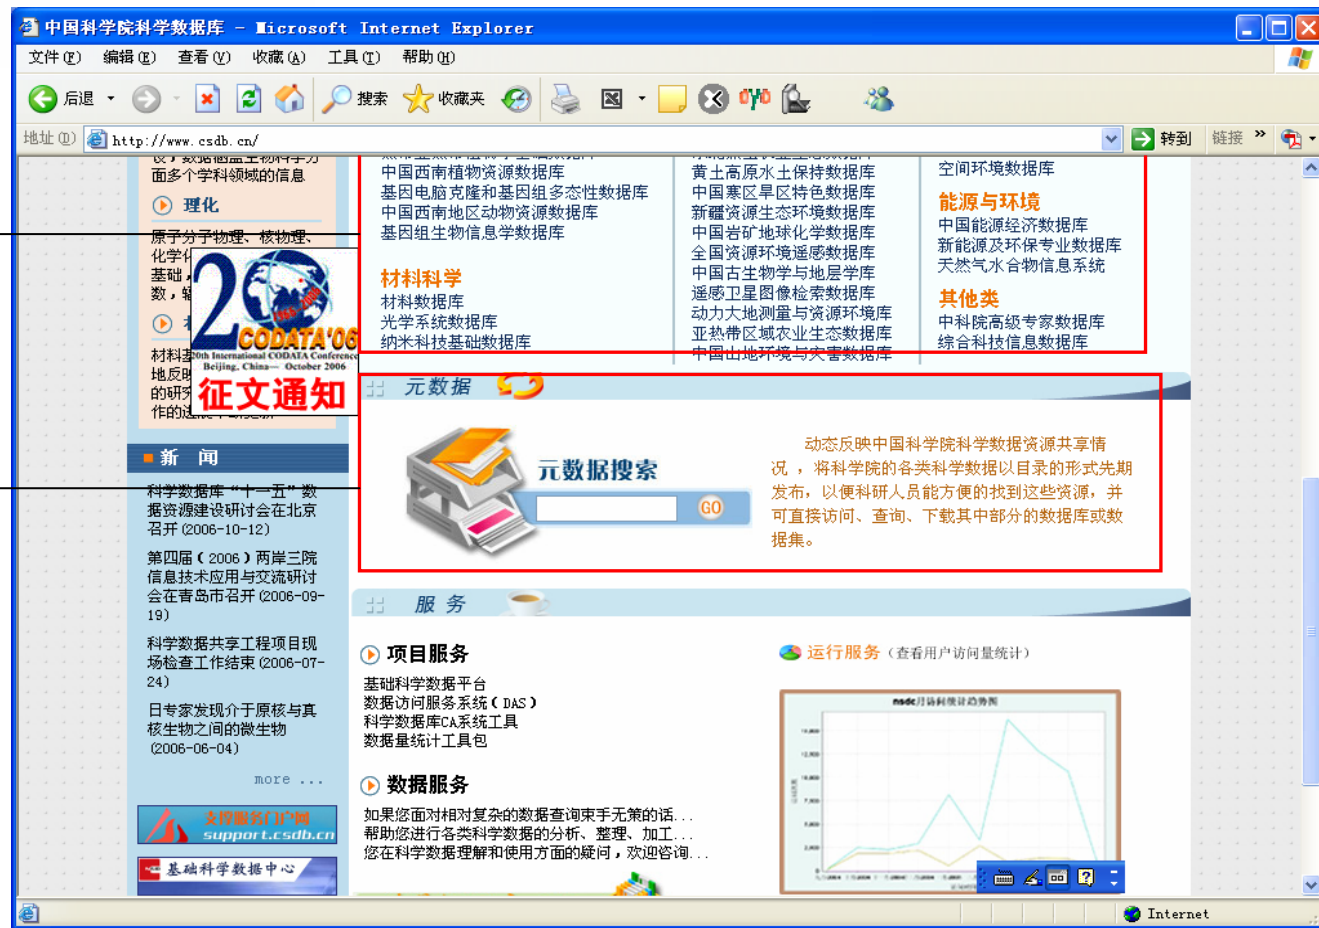 中国科学院科学数据库 - Microsoft Internet Explorer
文件(F) 编辑(E) 查看(V) 收藏(A) 工具(T) 帮助(H)
后退 搜索 收藏夹
地址(D) http://www.csdb.cn/ 转到 链接 »
面多个学科领域的信息
理化
原子分子物理、核物理、
化学
基础，
数，
材料
地反映
的研究
20
CODATA'06
20th International CODATA Conference
Beijing, China— October 2006
征文通知
新 闻
科学数据库“十一五”数
据资源建设研讨会在北京
召开(2006-10-12)
第四届（2006）两岸三院
信息技术应用与交流研讨
会在青岛市召开(2006-09-
19)
科学数据共享工程项目现
场检查工作结束(2006-07-
24)
日专家发现介于原核与真
核生物之间的微生物
(2006-06-04)
more ...
支撑服务门户网
support.csdb.cn
基础科学数据中心
中国西南植物资源数据库
基因电脑克隆和基因组多态性数据库
中国西南地区动物资源数据库
基因组生物信息学数据库
材料科学
材料数据库
光学系统数据库
纳米科技基础数据库
黄土高原水土保持数据库
中国寒区旱区特色数据库
新疆资源生态环境数据库
中国岩矿地球化学数据库
全国资源环境遥感数据库
中国古生物学与地层学库
遥感卫星图像检索数据库
动力大地测量与资源环境库
亚热带区域农业生态数据库
中国山地环境与灾害数据库
空间环境数据库
能源与环境
中国能源经济数据库
新能源及环保专业数据库
天然气水合物信息系统
其他类
中科院高级专家数据库
综合科技信息数据库
元数据
元数据搜索
GO
动态反映中国科学院科学数据资源共享情
况 ，将科学院的各类科学数据以目录的形式先期
发布，以便科研人员能方便的找到这些资源，并
可直接访问、查询、下载其中部分的数据库或数
据集。
服 务
项目服务
基础科学数据平台
数据访问服务系统（DAS）
科学数据库CA系统工具
数据量统计工具包
数据服务
如果您面对相对复杂的数据查询束手无策的话...
帮助您进行各类科学数据的分析、整理、加工...
您在科学数据理解和使用方面的疑问，欢迎咨询...
运行服务（查看用户访问量统计）
nsdc月访问统计趋势图
Internet